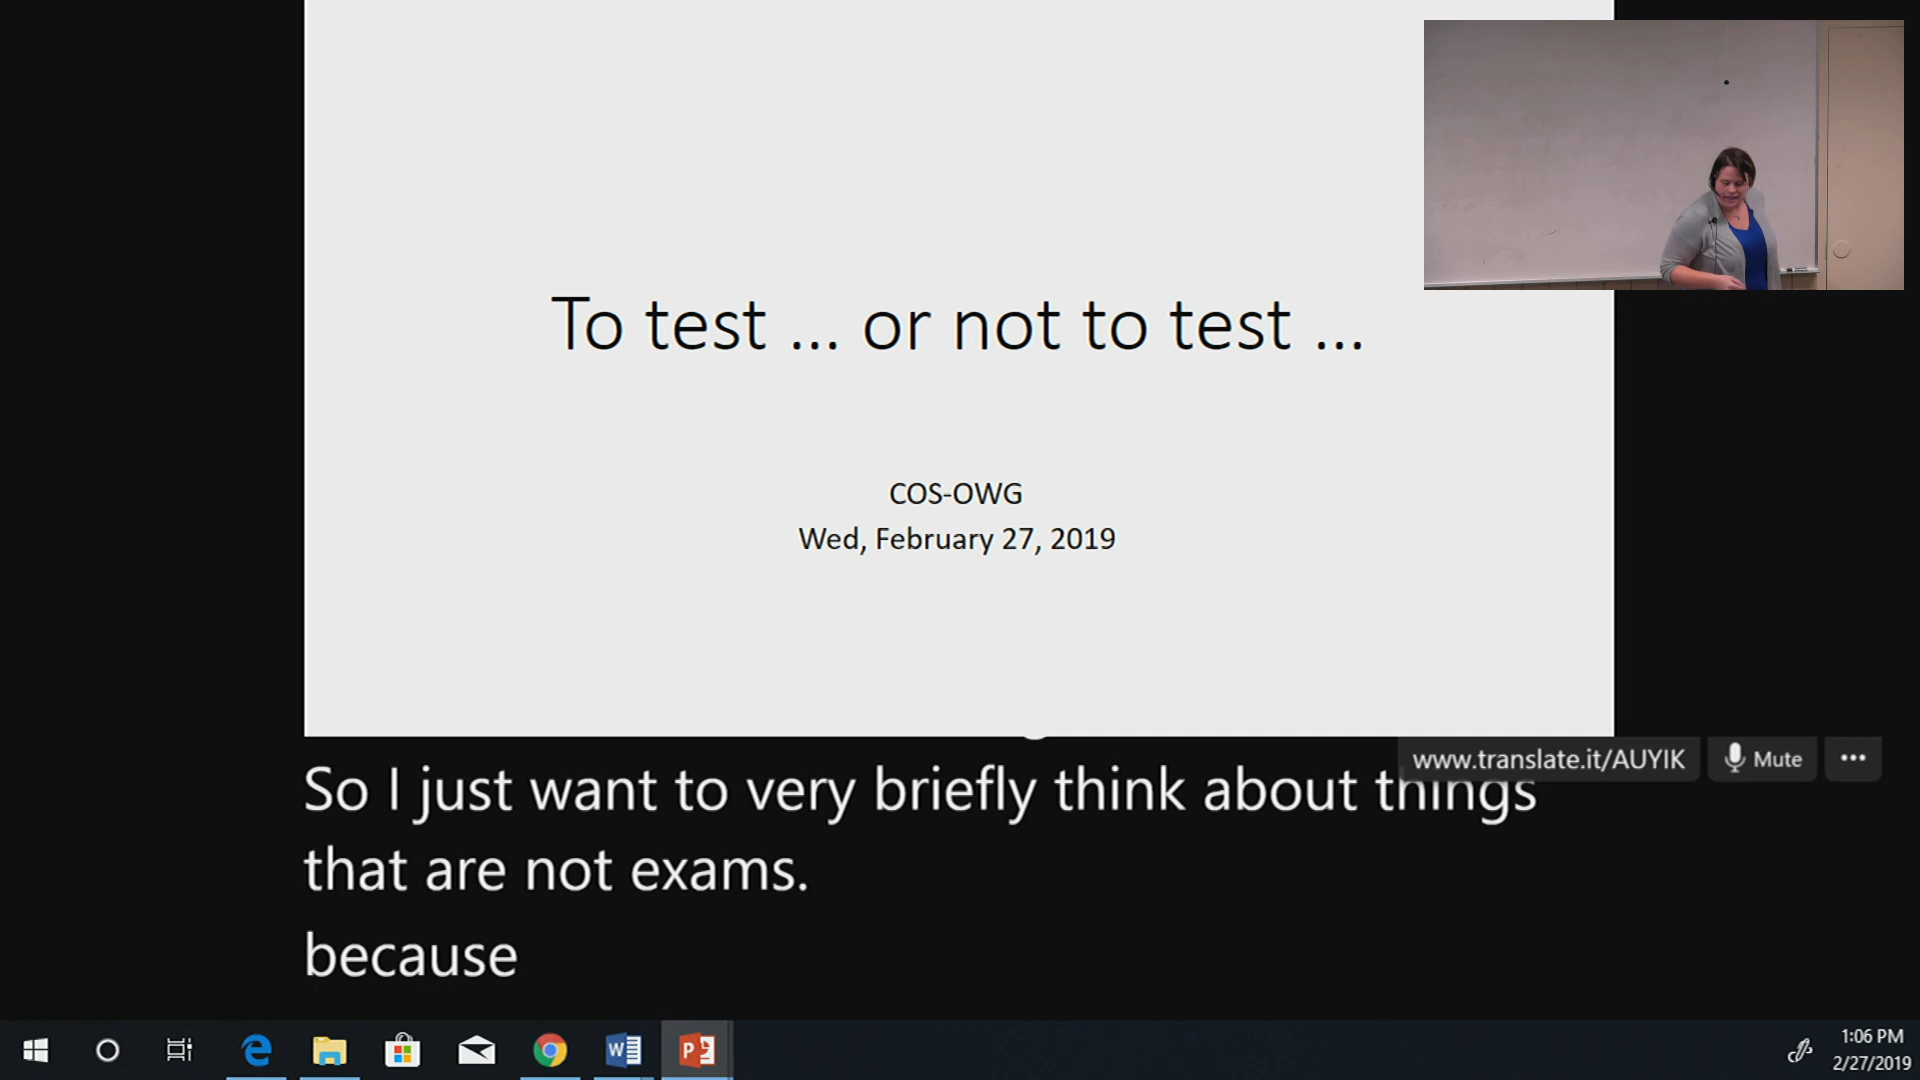 To test ... or not to test ...
COS-OWG
Wed, February 27, 2019
www.translate.it/AUYIK
Mute
So I just want to very briefly think about things
that are not exams.
because
1:06 PM
2/27/2019